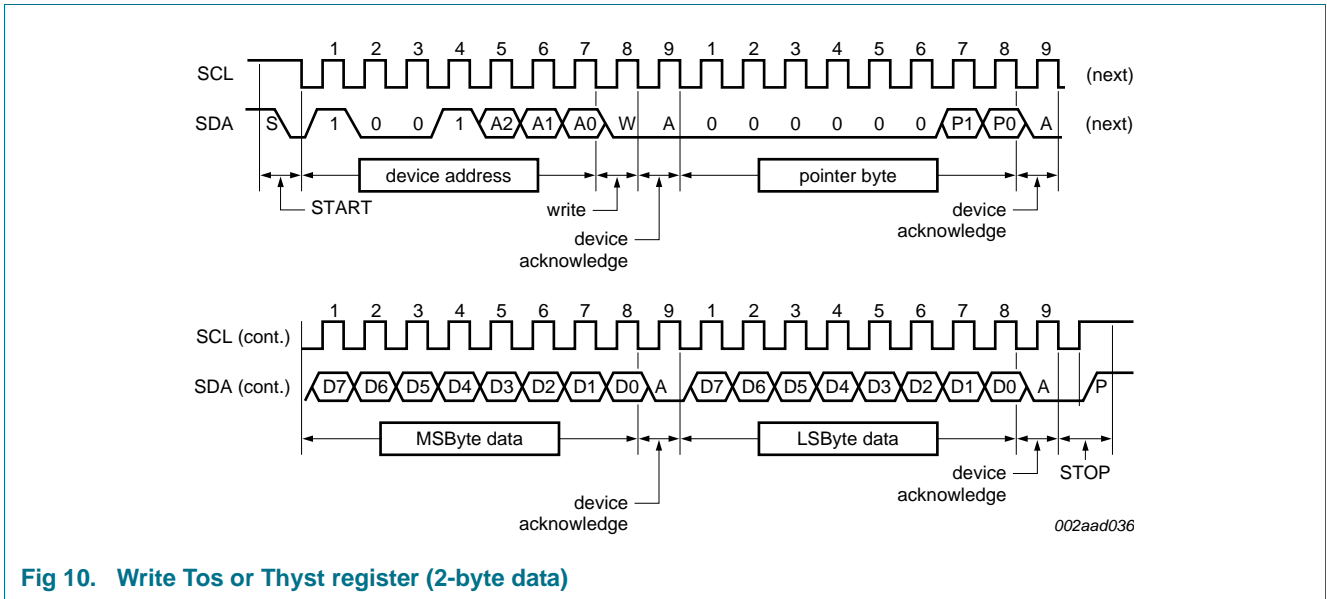 1 2 3 4 5 6 7 8 9 1 2 3 4 5 6 7 8 9
SCL (next)
SDA S 1 0 0 1 A2 A1 A0 W A 0 0 0 0 0 0 P1 P0 A (next)
device address pointer byte
START write device
device acknowledge
acknowledge
1 2 3 4 5 6 7 8 9 1 2 3 4 5 6 7 8 9
SCL (cont.)
SDA (cont.) D7 D6 D5 D4 D3 D2 D1 D0 A D7 D6 D5 D4 D3 D2 D1 D0 A P
MSByte data LSByte data
device STOP
device acknowledge
acknowledge
002aad036
Fig 10. Write Tos or Thyst register (2-byte data)